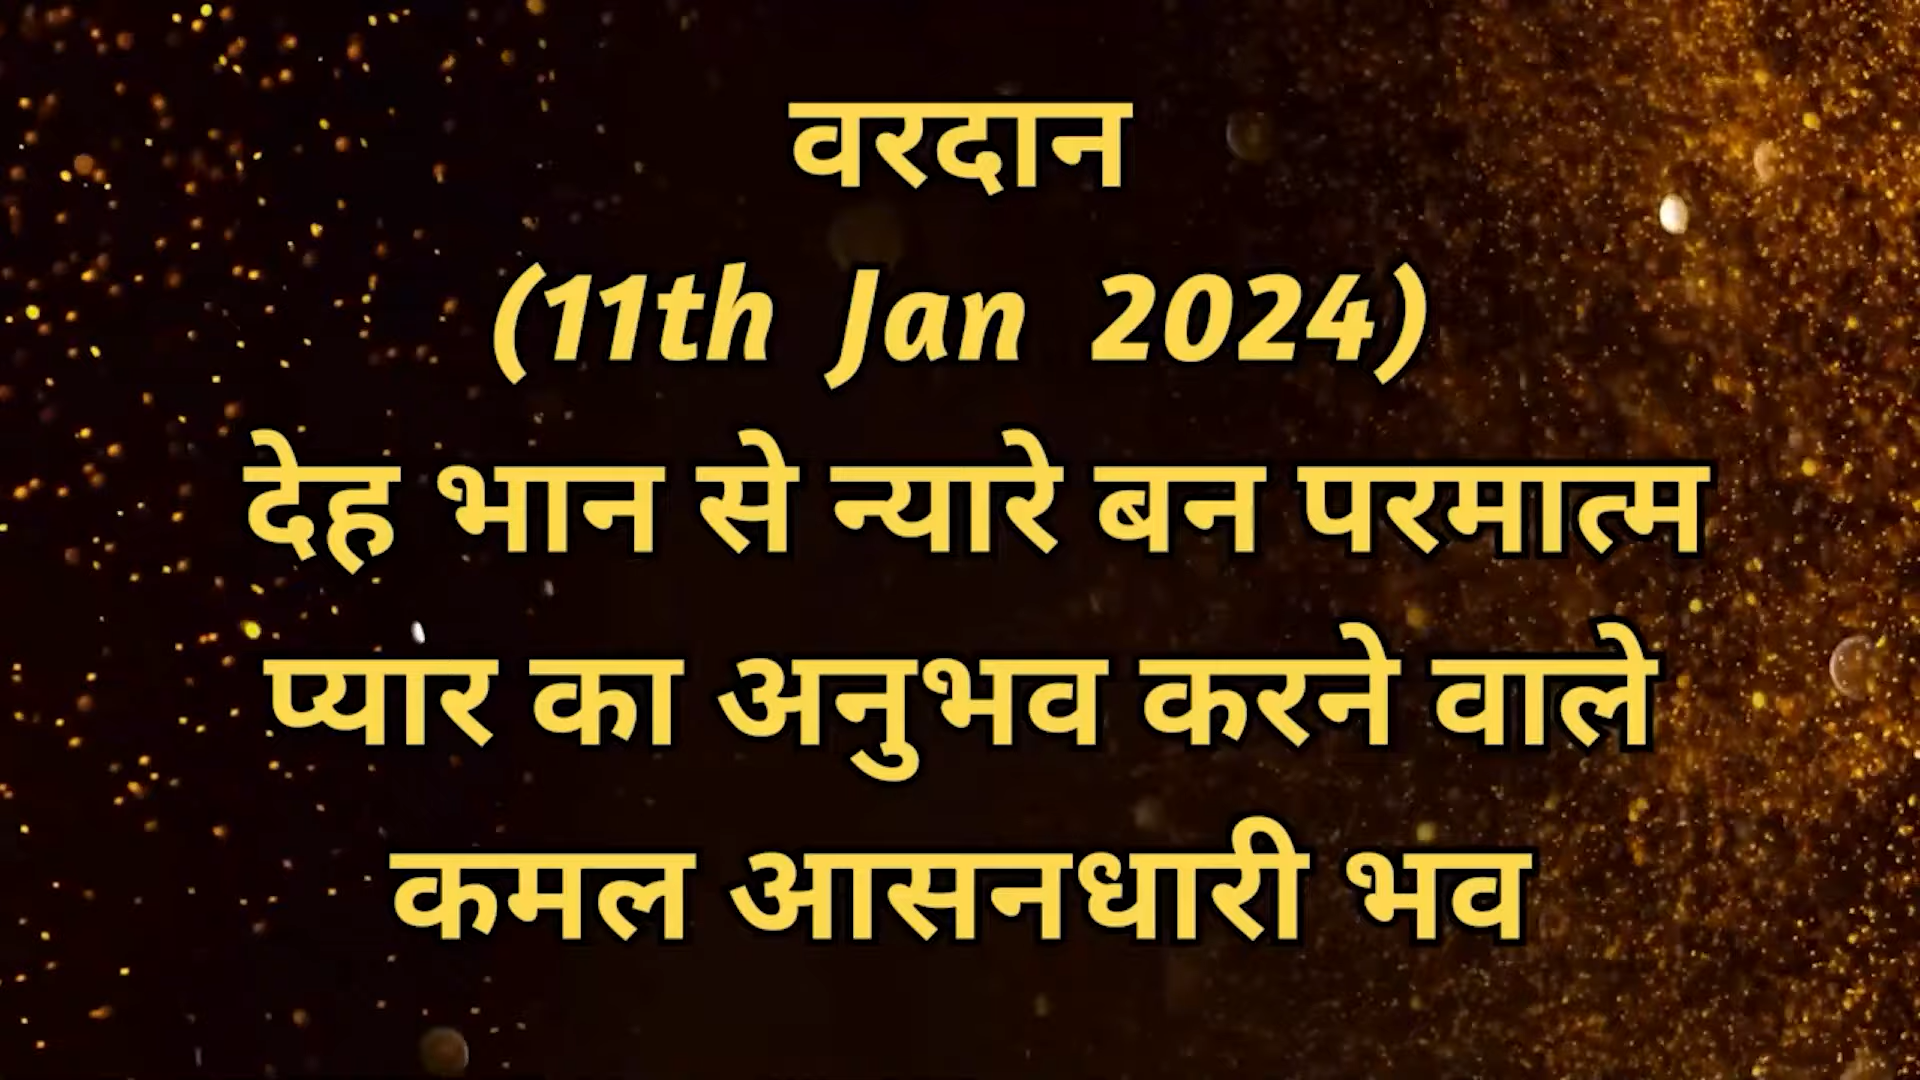 वरदान
(11th Jan 2024)
देह भान से न्यारे बन परमात्म
प्यार का अनुभव करने वाले
कमल आसनधारी भव